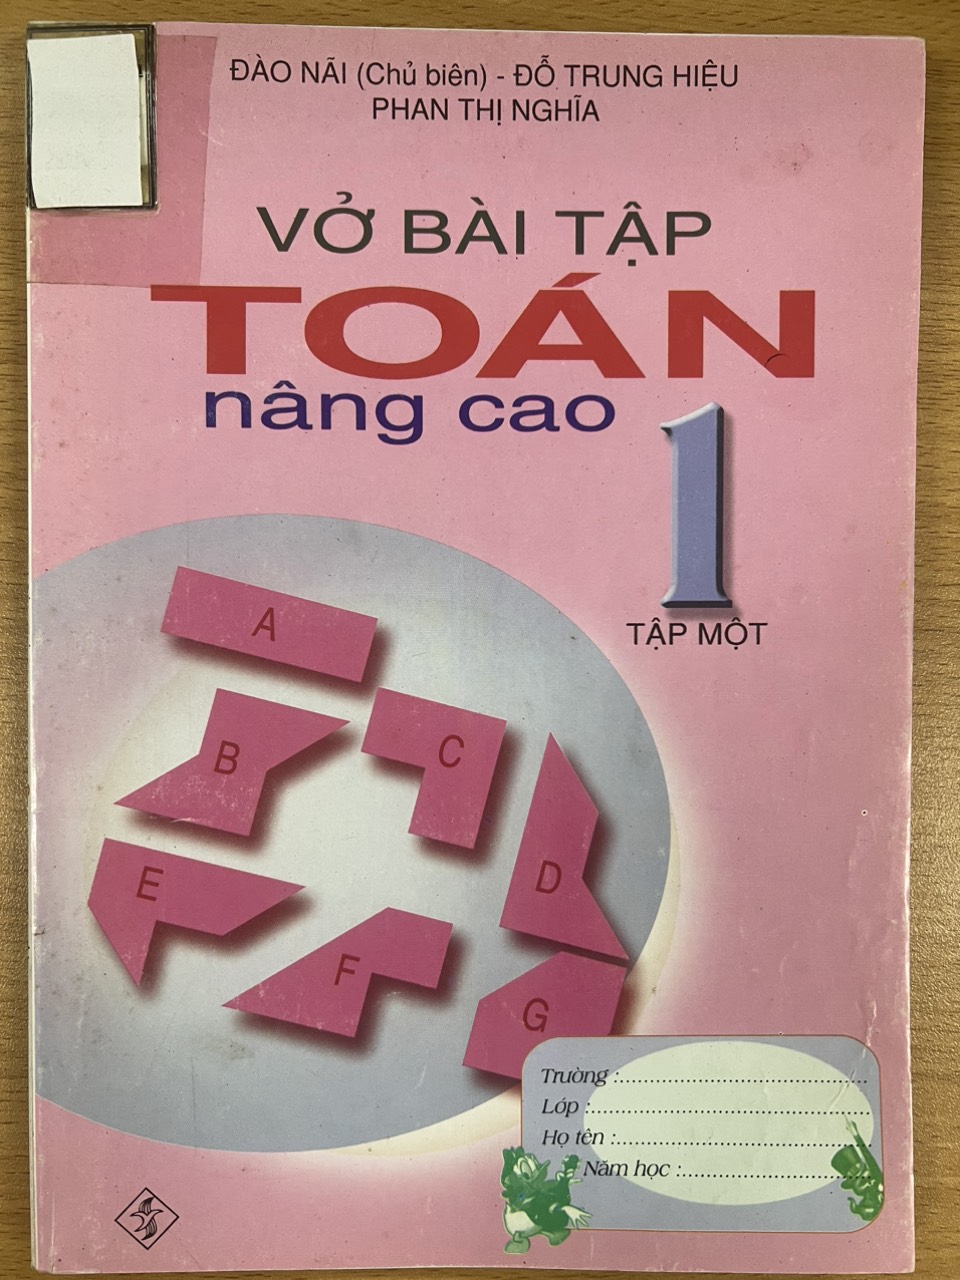 ĐÀO NÃI (Chủ biên) - ĐỖ TRUNG HIỆU
PHAN THỊ NGHĨA
VỞ BÀI TẬP
TOÁN
nâng cao
1
TẬP MỘT
A
B
C
D
E
F
G
Trường :........................................
Lớp :.............................................
Họ tên :.........................................
Năm học :...............................